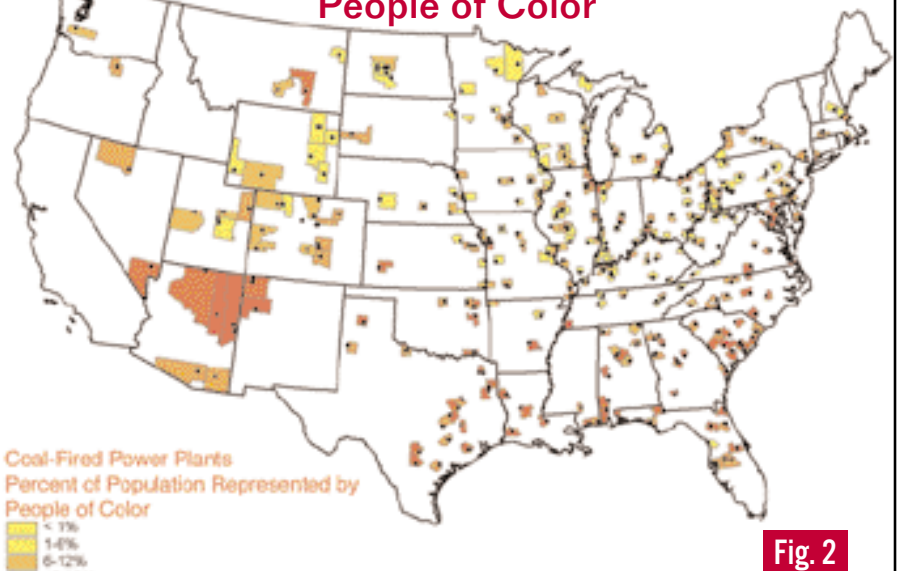 People of Color
Coal-Fired Power Plants
Percent of Population Represented by
People of Color
< 1%
1-6%
6-12%
Fig. 2